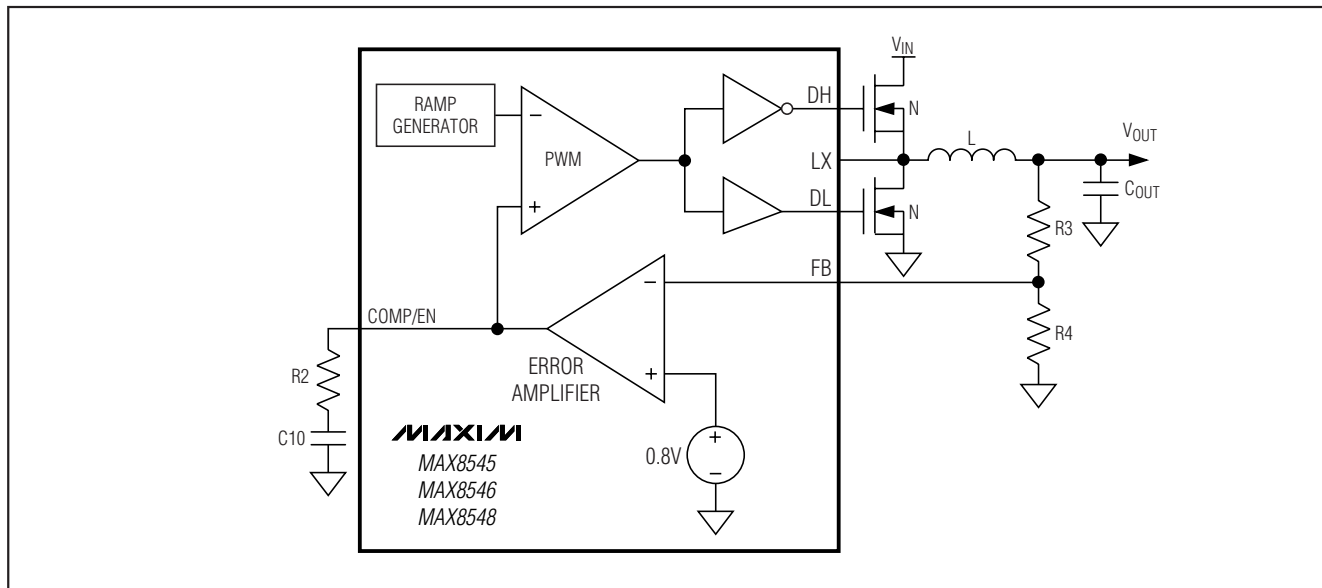 RAMP
GENERATOR
−
PWM
+
DH
LX
DL
FB
VIN
N
N
L
VOUT
COUT
R3
R4
COMP/EN
R2
C10
−
ERROR
AMPLIFIER
+
MAXIM
MAX8545
MAX8546
MAX8548
0.8V
+
−